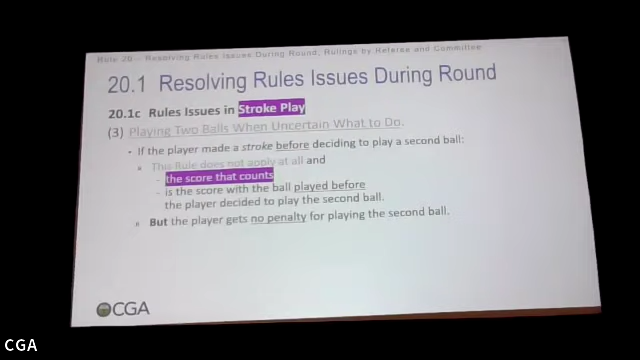 Rule 20 – Resolving Rules Issues During Round, Rulings by Referee and Committee
20.1 Resolving Rules Issues During Round
20.1c Rules Issues in Stroke Play
(3) Playing Two Balls When Uncertain What to Do.
• If the player made a stroke before deciding to play a second ball:
This Rule does not apply at all and
- the score that counts
- is the score with the ball played before
the player decided to play the second ball.
But the player gets no penalty for playing the second ball.
CGA
CGA